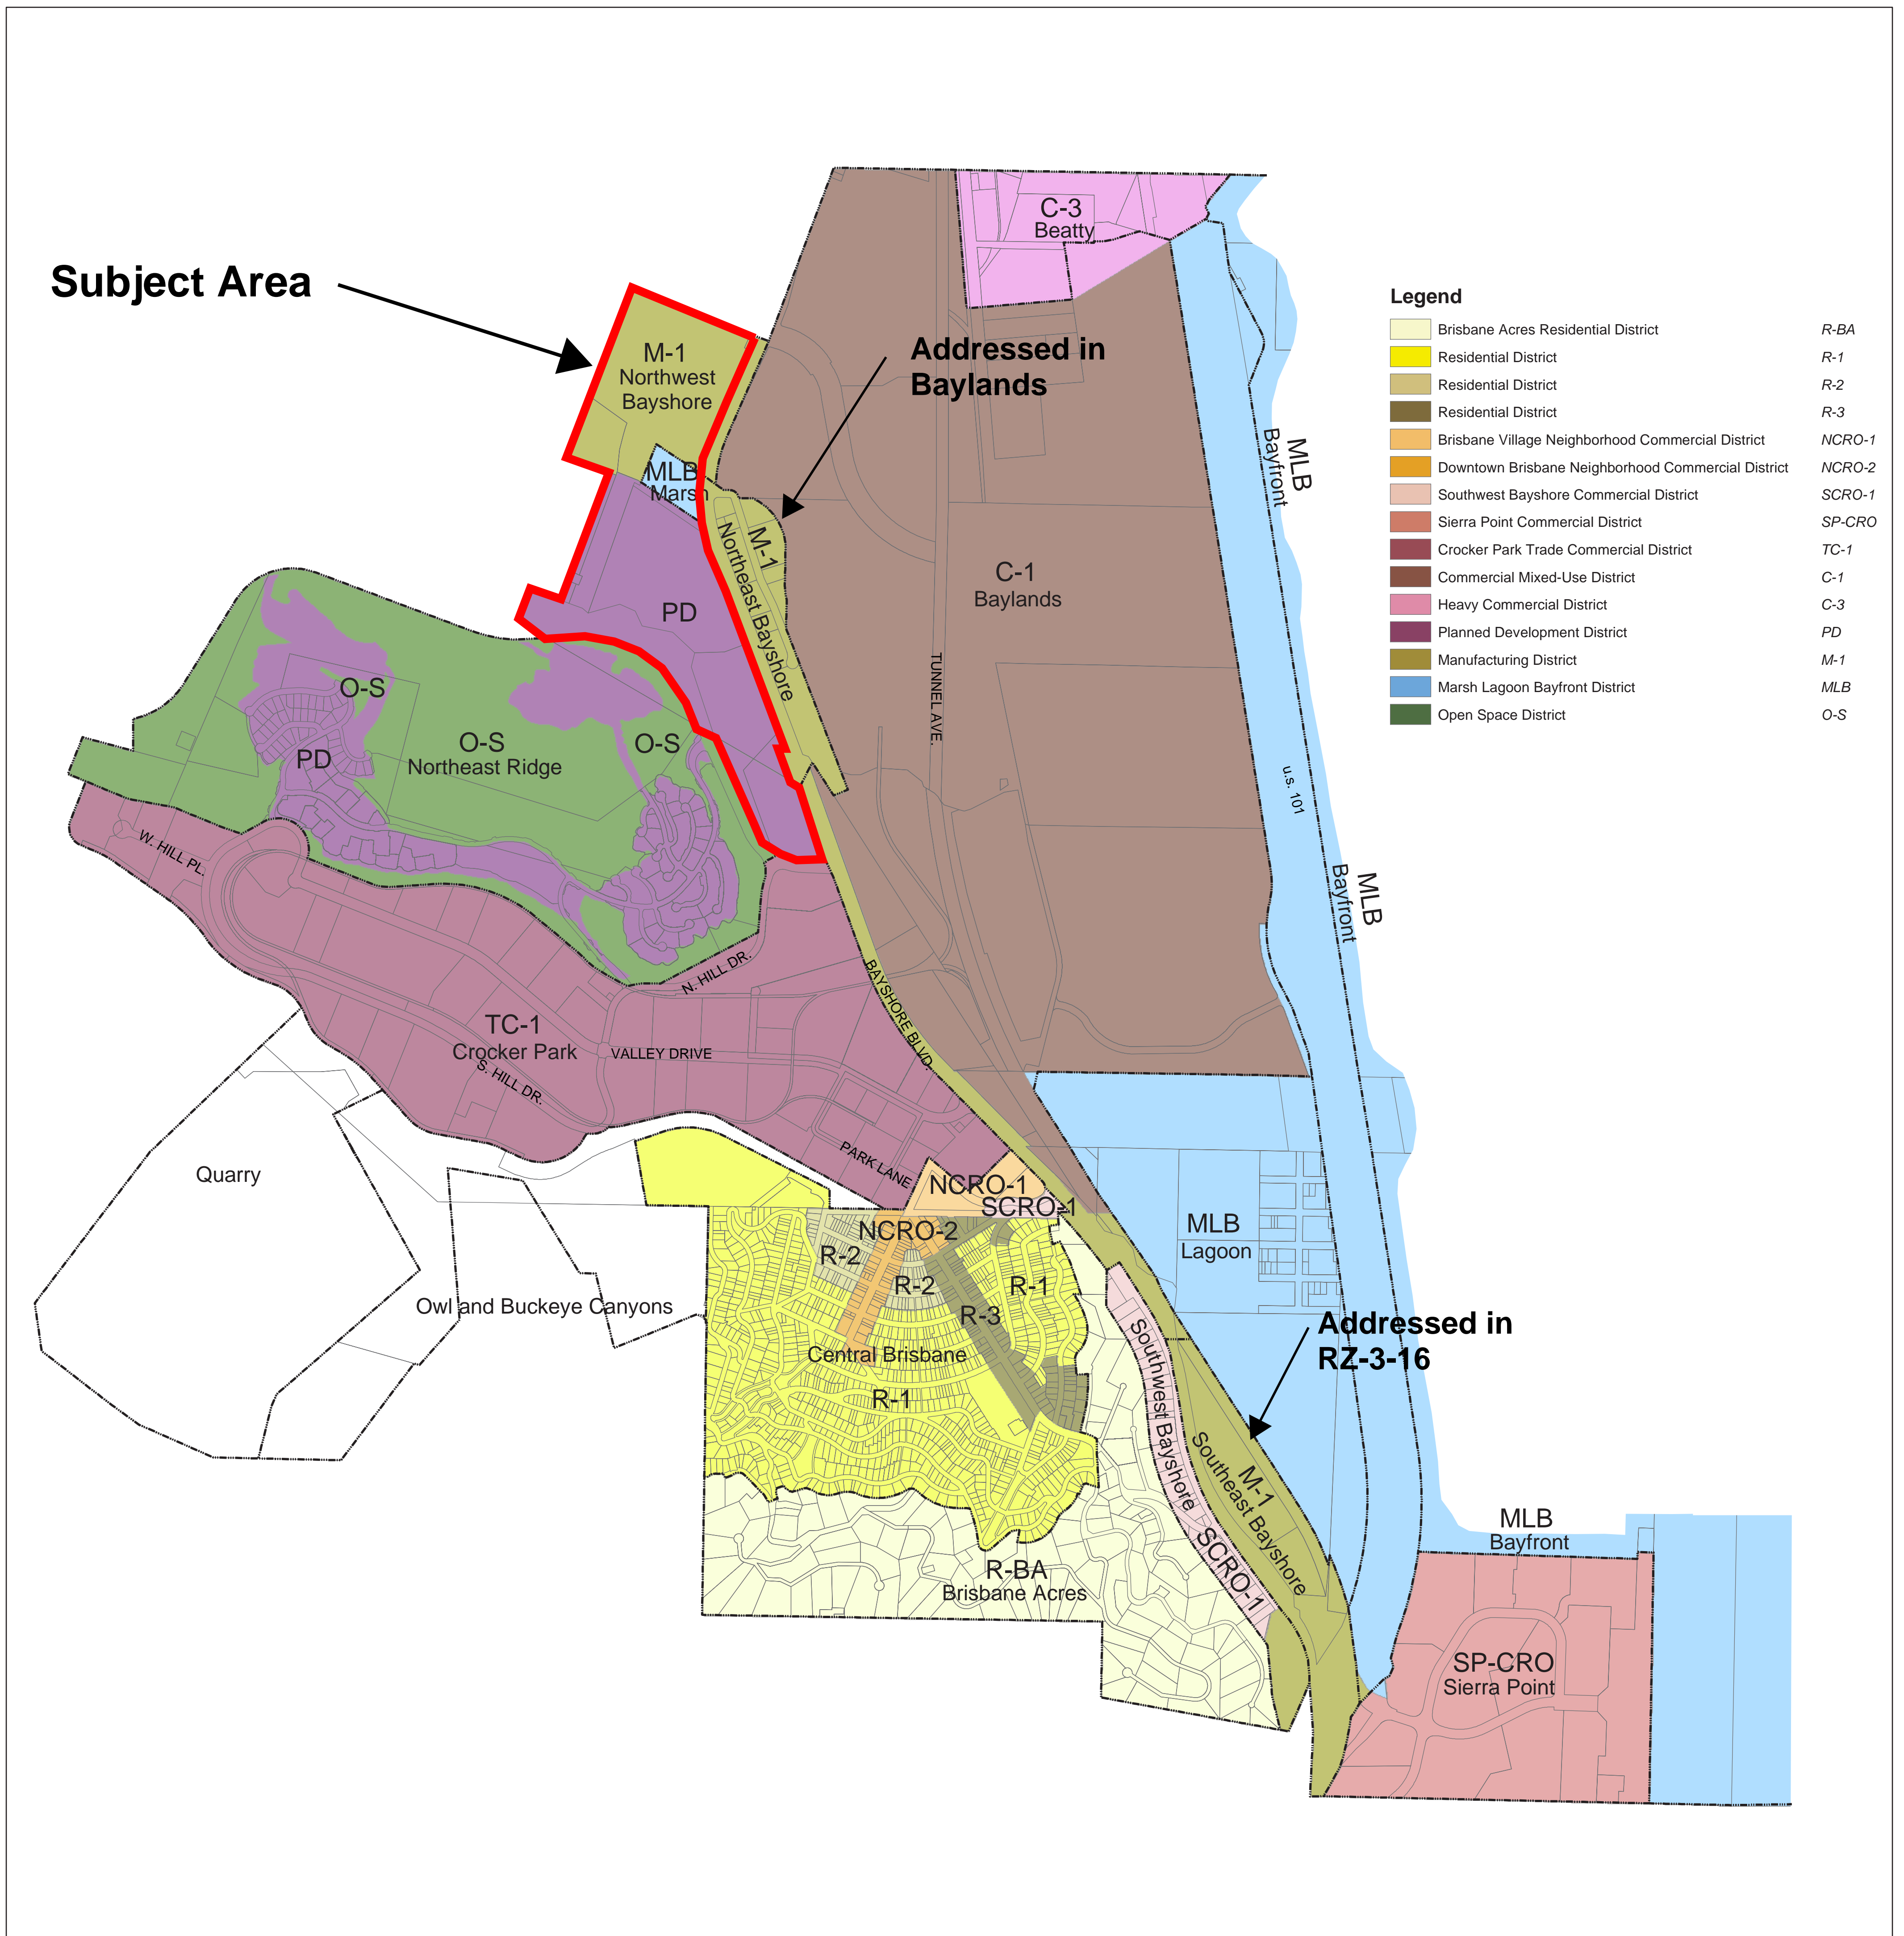 C-3
Beatty
Subject Area
Legend
Brisbane Acres Residential District R-BA
Residential District R-1
Residential District R-2
Residential District R-3
Brisbane Village Neighborhood Commercial District NCRO-1
Downtown Brisbane Neighborhood Commercial District NCRO-2
Southwest Bayshore Commercial District SCRO-1
Sierra Point Commercial District SP-CRO
Crocker Park Trade Commercial District TC-1
Commercial Mixed-Use District C-1
Heavy Commercial District C-3
Planned Development District PD
Manufacturing District M-1
Marsh Lagoon Bayfront District MLB
Open Space District O-S
M-1
Northwest
Bayshore
Addressed in
Baylands
MLB
Bayfront
MLB
Marsh
M-1
Northeast Bayshore
C-1
Baylands
PD
TUNNEL AVE.
O-S
O-S
Northeast Ridge
O-S
PD
u.s. 101
W. HILL PL.
MLB
Bayfront
N. HILL DR.
BAYSHORE BLVD.
TC-1
Crocker Park
VALLEY DRIVE
S. HILL DR.
PARK LANE
Quarry
NCRO-1
SCRO-1
NCRO-2
R-2
R-2
R-1
R-3
MLB
Lagoon
Owl and Buckeye Canyons
Central Brisbane
R-1
Addressed in
RZ-3-16
Southwest Bayshore
SCRO-1
M-1
Southeast Bayshore
MLB
Bayfront
R-BA
Brisbane Acres
SP-CRO
Sierra Point